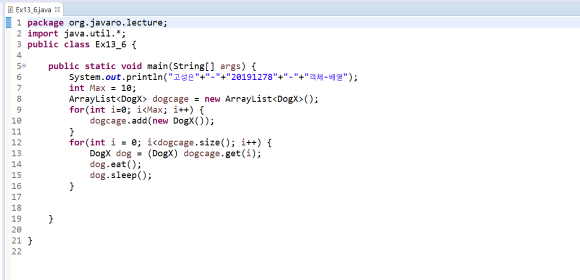 Ex13_6.java
1 package org.javaro.lecture;
2 import java.util.*;
3 public class Ex13_6 {
4
5 public static void main(String[] args) {
6 System.out.println("고성은"+"-"+"20191278"+"-"+"객체-배열");
7 int Max = 10;
8 ArrayList<DogX> dogcage = new ArrayList<DogX>();
9 for(int i=0; i<Max; i++) {
10 dogcage.add(new DogX());
11 }
12 for(int i = 0; i<dogcage.size(); i++) {
13 DogX dog = (DogX) dogcage.get(i);
14 dog.eat();
15 dog.sleep();
16 }
17
18
19 }
20
21 }
22